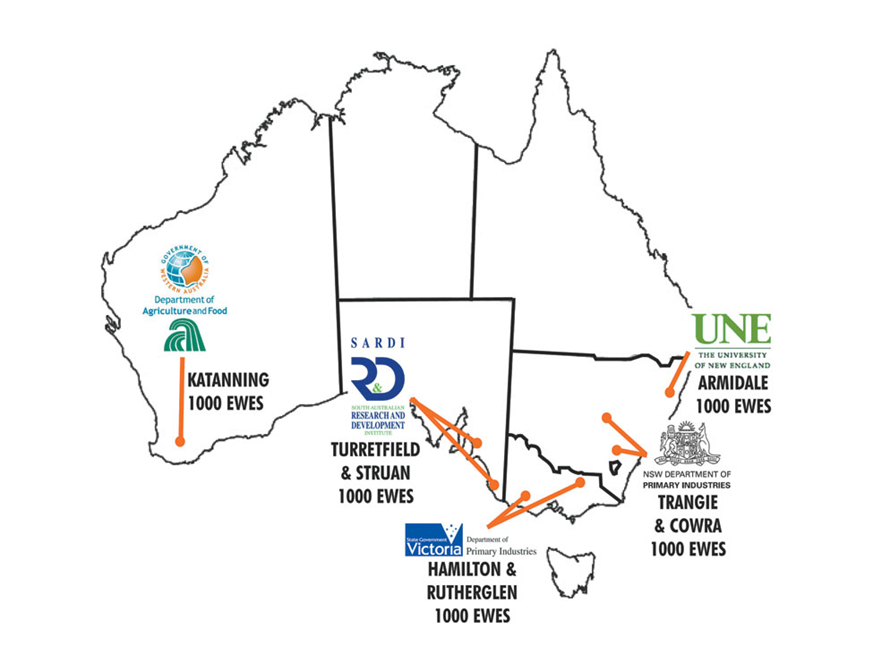 GOVERNMENT OF
WESTERN AUSTRALIA
Department of
Agriculture and Food
KATANNING
1000 EWES
SARDI
R&D
SOUTH AUSTRALIAN
RESEARCH AND
DEVELOPMENT
INSTITUTE
TURRETFIELD
& STRUAN
1000 EWES
State Government
Victoria
Department of
Primary Industries
HAMILTON &
RUTHERGLEN
1000 EWES
UNE
THE UNIVERSITY
OF NEW ENGLAND
ARMIDALE
1000 EWES
NSW DEPARTMENT OF
PRIMARY INDUSTRIES
TRANGIE
& COWRA
1000 EWES